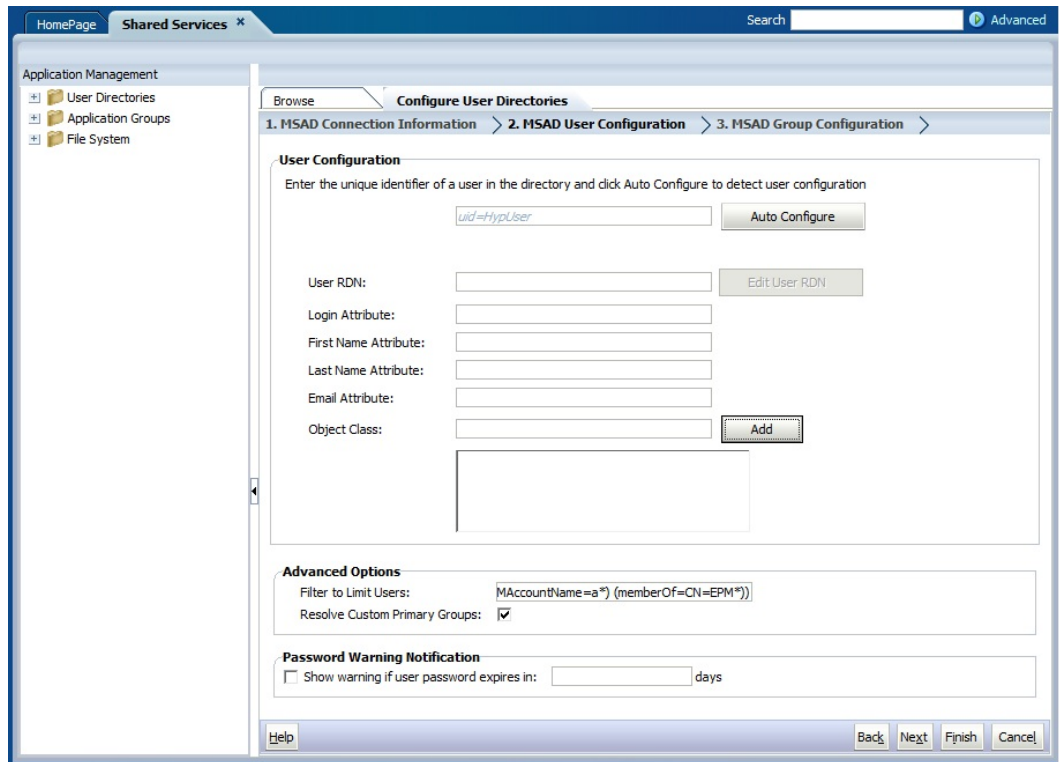 HomePage Shared Services × Search Advanced
Application Management
User Directories
Application Groups
File System
Browse Configure User Directories
1. MSAD Connection Information 2. MSAD User Configuration 3. MSAD Group Configuration
User Configuration
Enter the unique identifier of a user in the directory and click Auto Configure to detect user configuration
uid=HypUser Auto Configure
User RDN: Edit User RDN
Login Attribute:
First Name Attribute:
Last Name Attribute:
Email Attribute:
Object Class: Add
Advanced Options
Filter to Limit Users: MAccountName=a*) (memberOf=CN=EPM*))
Resolve Custom Primary Groups:
Password Warning Notification
Show warning if user password expires in: days
Help Back Next Finish Cancel